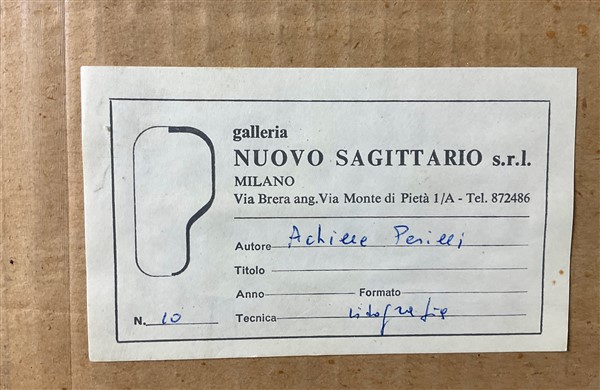 galleria
NUOVO SAGITTARIO s.r.l.
MILANO
Via Brera ang. Via Monte di Pietà 1/A - Tel. 872486
Autore Achille Perilli
Titolo
Anno Formato
N. 10 Tecnica litografia